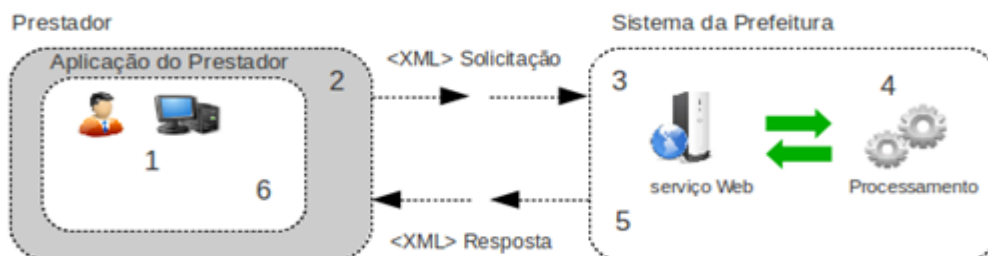 Prestador
Sistema da Prefeitura
Aplicação do Prestador
2
<XML> Solicitação
3
4
1
6
serviço Web
Processamento
5
<XML> Resposta